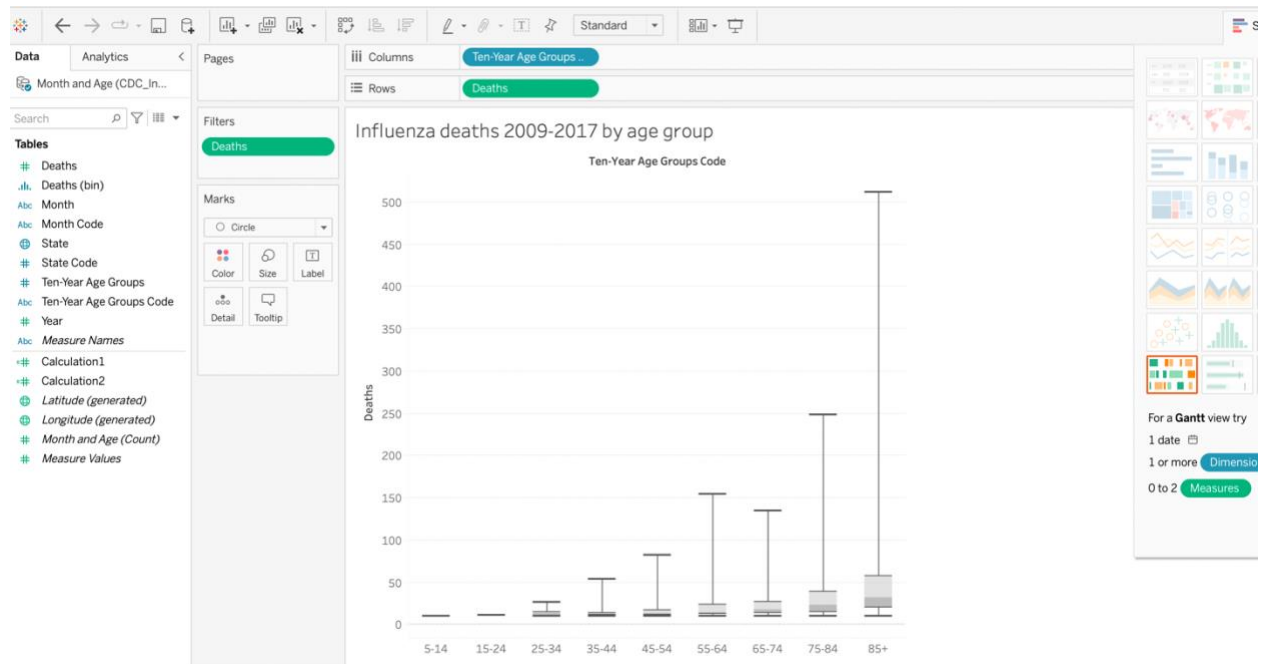 Standard
S
Data
Analytics
Pages
Columns
Ten-Year Age Groups ..
Month and Age (CDC_In...
Rows
Deaths
Search
Filters
Deaths
Tables
Deaths
Deaths (bin)
Month
Month Code
State
State Code
Ten-Year Age Groups
Ten-Year Age Groups Code
Year
Measure Names
Calculation1
Calculation2
Latitude (generated)
Longitude (generated)
Month and Age (Count)
Measure Values
Marks
Circle
Color
Size
Label
Detail
Tooltip
Influenza deaths 2009-2017 by age group
Ten-Year Age Groups Code
Deaths
500
450
400
350
300
250
200
150
100
50
0
5-14 15-24 25-34 35-44 45-54 55-64 65-74 75-84 85+
For a Gantt view try
1 date
1 or more Dimensio
0 to 2 Measures